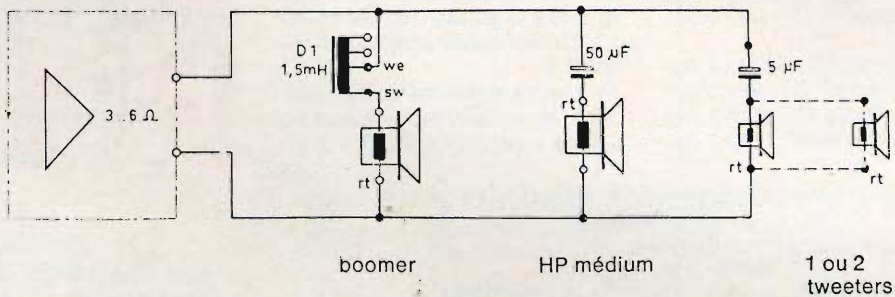 3..6 Ω
D1
1,5mH
we
sw
rt
50 µF
rt
5 µF
rt
rt
boomer
HP médium
1 ou 2
tweeters